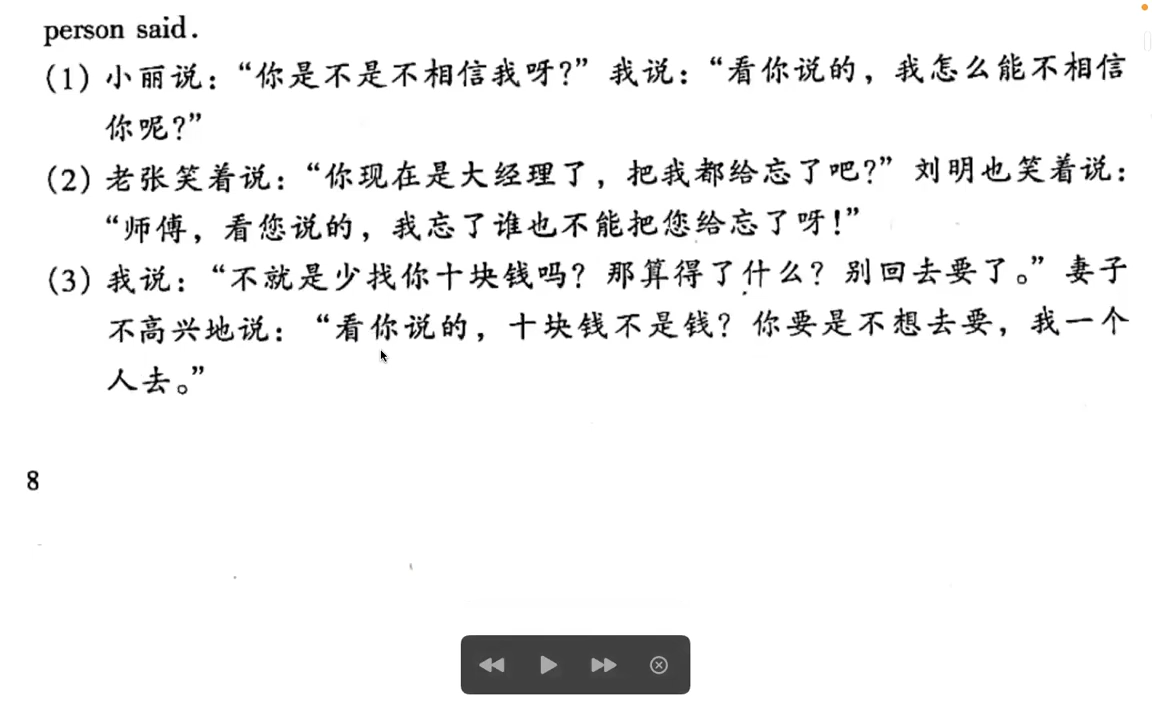 person said.
(1) 小丽说：“你是不是不相信我呀？” 我说：“看你说的，我怎么能不相信
你呢？”
(2) 老张笑着说：“你现在是大经理了，把我都给忘了吧？” 刘明也笑着说：
“师傅，看您说的，我忘了谁也不能把您给忘了呀！”
(3) 我说：“不就是少找你十块钱吗？那算得了什么？别回去要了。” 妻子
不高兴地说：“看你说的，十块钱不是钱？你要是不想去要，我一个
人去。”
8